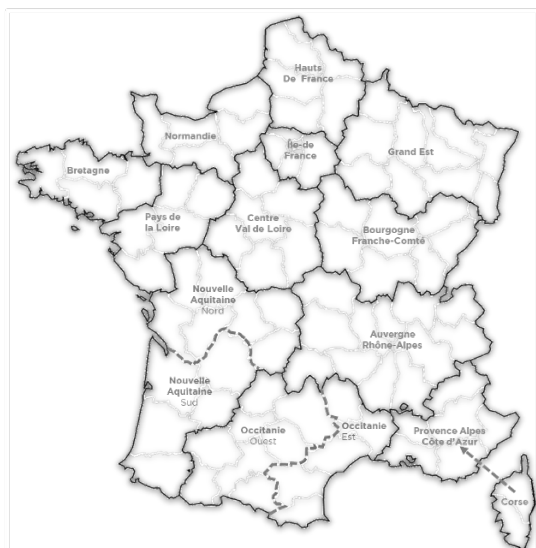 Hauts
De France
Normandie
Île-de
France
Grand Est
Bretagne
Pays de
la Loire
Centre
Val de Loire
Bourgogne
Franche-Comté
Nouvelle
Aquitaine
Nord
Auvergne
Rhône-Alpes
Nouvelle
Aquitaine
Sud
Occitanie
Ouest
Occitanie
Est
Provence Alpes
Côte d'Azur
Corse